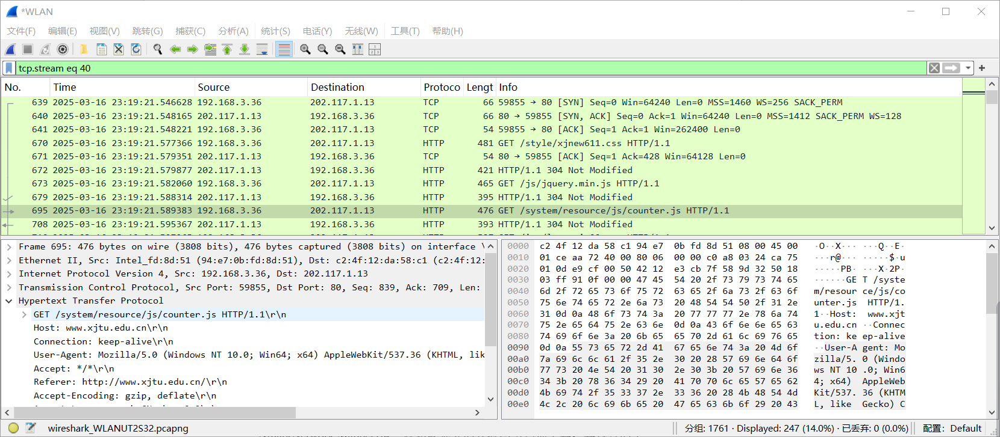 *WLAN
文件(F) 编辑(E) 视图(V) 跳转(G) 捕获(C) 分析(A) 统计(S) 电话(Y) 无线(W) 工具(T) 帮助(H)
tcp.stream eq 40
No. Time Source Destination Protoco Lengt Info
639 2025-03-16 23:19:21.546628 192.168.3.36 202.117.1.13 TCP 66 59855 → 80 [SYN] Seq=0 Win=64240 Len=0 MSS=1460 WS=256 SACK_PERM
640 2025-03-16 23:19:21.548165 202.117.1.13 192.168.3.36 TCP 66 80 → 59855 [SYN, ACK] Seq=0 Ack=1 Win=64240 Len=0 MSS=1412 SACK_PERM WS=128
641 2025-03-16 23:19:21.548221 192.168.3.36 202.117.1.13 TCP 54 59855 → 80 [ACK] Seq=1 Ack=1 Win=262400 Len=0
670 2025-03-16 23:19:21.577366 192.168.3.36 202.117.1.13 HTTP 481 GET /style/xjnew611.css HTTP/1.1
671 2025-03-16 23:19:21.579351 202.117.1.13 192.168.3.36 TCP 54 80 → 59855 [ACK] Seq=1 Ack=428 Win=64128 Len=0
672 2025-03-16 23:19:21.579877 202.117.1.13 192.168.3.36 HTTP 421 HTTP/1.1 304 Not Modified
673 2025-03-16 23:19:21.582060 192.168.3.36 202.117.1.13 HTTP 465 GET /js/jquery.min.js HTTP/1.1
679 2025-03-16 23:19:21.588314 202.117.1.13 192.168.3.36 HTTP 395 HTTP/1.1 304 Not Modified
695 2025-03-16 23:19:21.589383 192.168.3.36 202.117.1.13 HTTP 476 GET /system/resource/js/counter.js HTTP/1.1
708 2025-03-16 23:19:21.595367 202.117.1.13 192.168.3.36 HTTP 393 HTTP/1.1 304 Not Modified
Frame 695: 476 bytes on wire (3808 bits), 476 bytes captured (3808 bits) on interface \
Ethernet II, Src: Intel_fd:8d:51 (94:e7:0b:fd:8d:51), Dst: c2:4f:12:da:58:c1 (c2:4f:12:
Internet Protocol Version 4, Src: 192.168.3.36, Dst: 202.117.1.13
Transmission Control Protocol, Src Port: 59855, Dst Port: 80, Seq: 839, Ack: 709, Len:
Hypertext Transfer Protocol
GET /system/resource/js/counter.js HTTP/1.1\r\n
Host: www.xjtu.edu.cn\r\n
Connection: keep-alive\r\n
User-Agent: Mozilla/5.0 (Windows NT 10.0; Win64; x64) AppleWebKit/537.36 (KHTML, lik
Accept: */*\r\n
Referer: http://www.xjtu.edu.cn/\r\n
Accept-Encoding: gzip, deflate\r\n
0000 c2 4f 12 da 58 c1 94 e7 0b fd 8d 51 08 00 45 00 ·O··X··· ···Q··E·
0010 01 ce aa 72 40 00 80 06 00 00 c0 a8 03 24 ca 75 ···r@··· ·····$·u
0020 01 0d e9 cf 00 50 42 12 e3 cb 7f 58 9d 32 50 18 ·····PB· ···X·2P·
0030 03 ff 91 0f 00 00 47 45 54 20 2f 73 79 73 74 65 ······GE T /syste
0040 6d 2f 72 65 73 6f 75 72 63 65 2f 6a 73 2f 63 6f m/resour ce/js/co
0050 75 6e 74 65 72 2e 6a 73 20 48 54 54 50 2f 31 2e unter.js HTTP/1.
0060 31 0d 0a 48 6f 73 74 3a 20 77 77 77 2e 78 6a 74 1··Host: www.xjt
0070 75 2e 65 64 75 2e 63 6e 0d 0a 43 6f 6e 6e 65 63 u.edu.cn ··Connec
0080 74 69 6f 6e 3a 20 6b 65 65 70 2d 61 6c 69 76 65 tion: ke ep-alive
0090 0d 0a 55 73 65 72 2d 41 67 65 6e 74 3a 20 4d 6f ··User-A gent: Mo
00a0 7a 69 6c 6c 61 2f 35 2e 30 20 28 57 69 6e 64 6f zilla/5. 0 (Windo
00b0 77 73 20 4e 54 20 31 30 2e 30 3b 20 57 69 6e 36 ws NT 10 .0; Win6
00c0 34 3b 20 78 36 34 29 20 41 70 70 6c 65 57 65 62 4; x64) AppleWeb
00d0 4b 69 74 2f 35 33 37 2e 33 36 20 28 4b 48 54 4d Kit/537. 36 (KHTM
00e0 4c 2c 20 6c 69 6b 65 20 47 65 63 6b 6f 29 20 43 L, like Gecko) C
wireshark_WLANUT2S32.pcapng 分组: 1761 · Displayed: 247 (14.0%) · 已丢弃: 0 (0.0%) 配置: Default